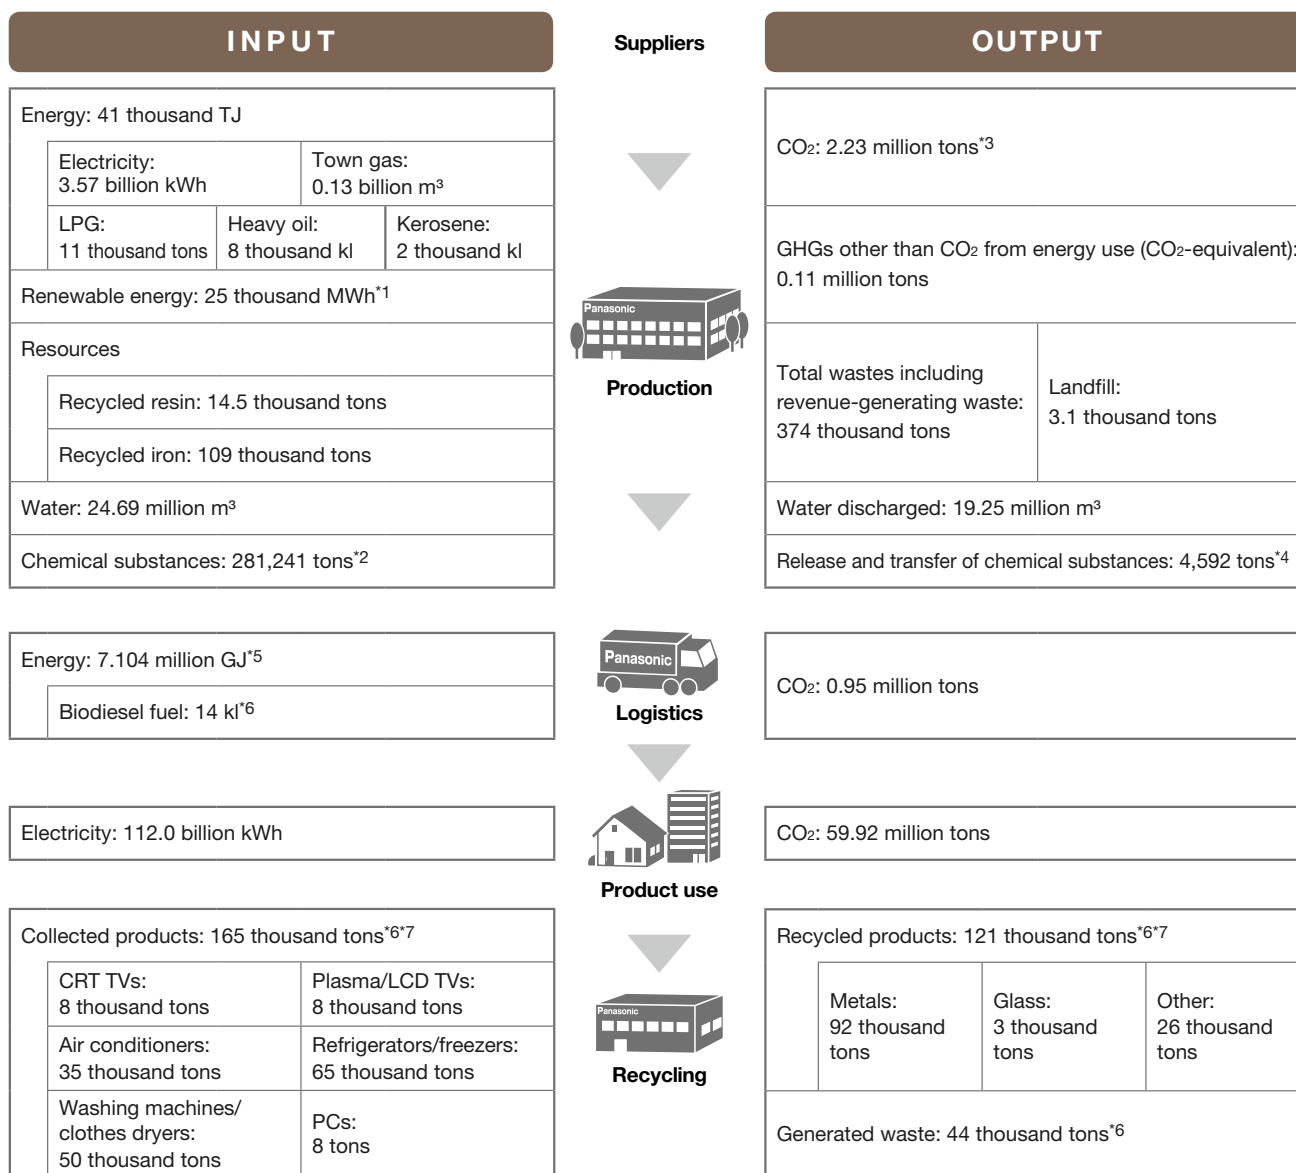 INPUT
Suppliers
OUTPUT
Energy: 41 thousand TJ
Electricity:
3.57 billion kWh
Town gas:
0.13 billion m³
LPG:
11 thousand tons
Heavy oil:
8 thousand kl
Kerosene:
2 thousand kl
Renewable energy: 25 thousand MWh*1
Resources
Recycled resin: 14.5 thousand tons
Recycled iron: 109 thousand tons
Water: 24.69 million m³
Chemical substances: 281,241 tons*2
Panasonic
Production
CO2: 2.23 million tons*3
GHGs other than CO2 from energy use (CO2-equivalent):
0.11 million tons
Total wastes including
revenue-generating waste:
374 thousand tons
Landfill:
3.1 thousand tons
Water discharged: 19.25 million m³
Release and transfer of chemical substances: 4,592 tons*4
Energy: 7.104 million GJ*5
Biodiesel fuel: 14 kl*6
Panasonic
Logistics
CO2: 0.95 million tons
Electricity: 112.0 billion kWh
Product use
CO2: 59.92 million tons
Collected products: 165 thousand tons*6*7
CRT TVs:
8 thousand tons
Plasma/LCD TVs:
8 thousand tons
Air conditioners:
35 thousand tons
Refrigerators/freezers:
65 thousand tons
Washing machines/
clothes dryers:
50 thousand tons
PCs:
8 tons
Panasonic
Recycling
Recycled products: 121 thousand tons*6*7
Metals:
92 thousand
tons
Glass:
3 thousand
tons
Other:
26 thousand
tons
Generated waste: 44 thousand tons*6